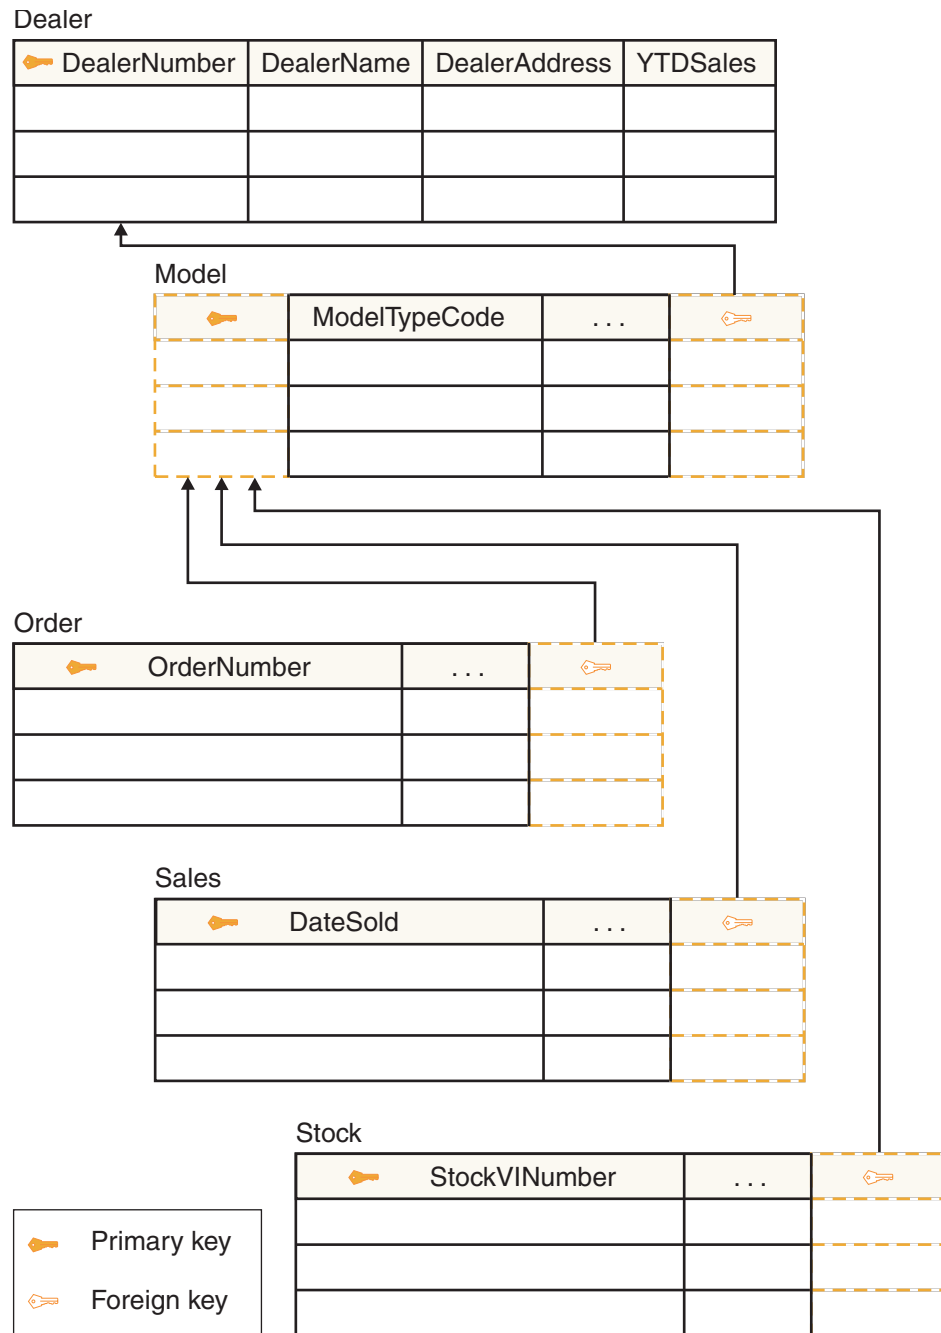 Dealer
DealerNumber DealerName DealerAddress YTDSales
Model
ModelTypeCode ...
Order
OrderNumber ...
Sales
DateSold ...
Stock
StockVINumber ...
Primary key
Foreign key